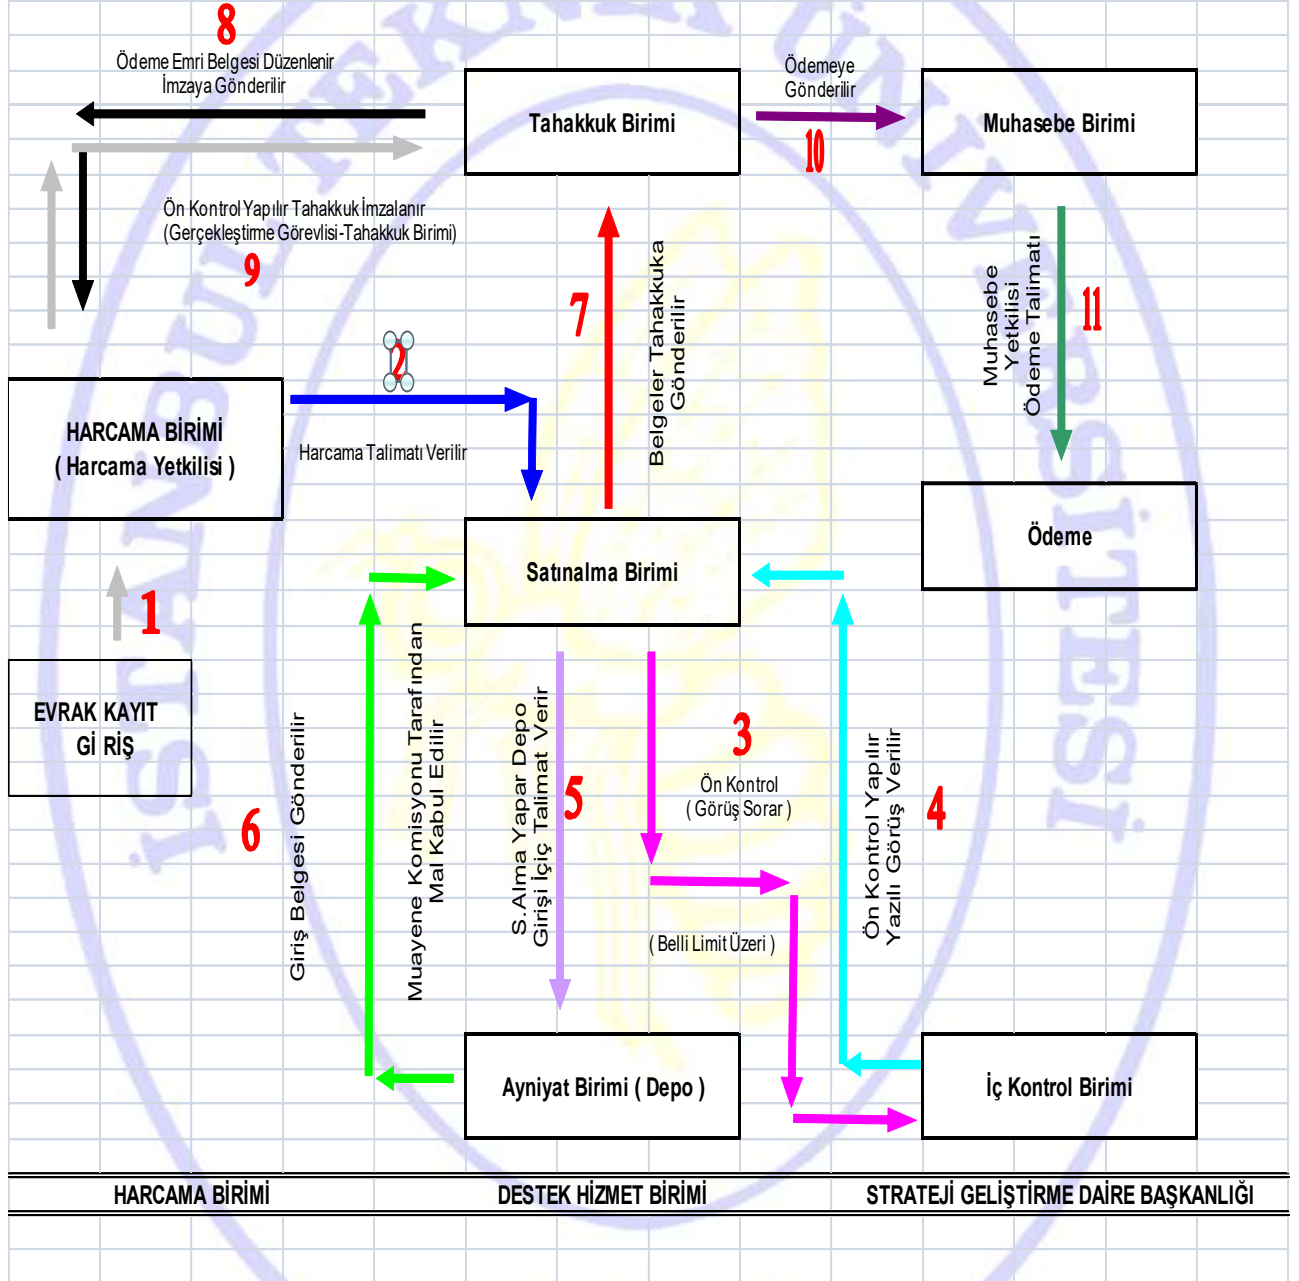 8
Ödeme Emri Belgesi Düzenlenir
İmzaya Gönderilir
Tahakkuk Birimi
Ödemeye
Gönderilir
10
Muhasebe Birimi
Ön Kontrol Yapılır Tahakkuk İmzalanır
(Gerçekleştirme Görevlisi-Tahakkuk Birimi)
9
7
Belgeler Tahakkuka
Gönderilir
Muhasebe
Yetkilisi
Ödeme Talimatı
11
2
HARCAMA BİRİMİ
( Harcama Yetkilisi )
Harcama Talimatı Verilir
Satınalma Birimi
Ödeme
1
EVRAK KAYIT
Gİ RİŞ
6
Giriş Belgesi Gönderilir
Muayene Komisyonu Tarafından
Mal Kabul Edilir
S.Alma Yapar Depo
Girişi İçiç Talimat Verir
5
3
Ön Kontrol
( Görüş Sorar )
( Belli Limit Üzeri )
Ön Kontrol Yapılır
Yazılı Görüş Verilir
4
Ayniyat Birimi ( Depo )
İç Kontrol Birimi
HARCAMA BİRİMİ
DESTEK HİZMET BİRİMİ
STRATEJİ GELİŞTİRME DAİRE BAŞKANLIĞI
İSTANBUL TEKNİK ÜNİVERSİTESİ